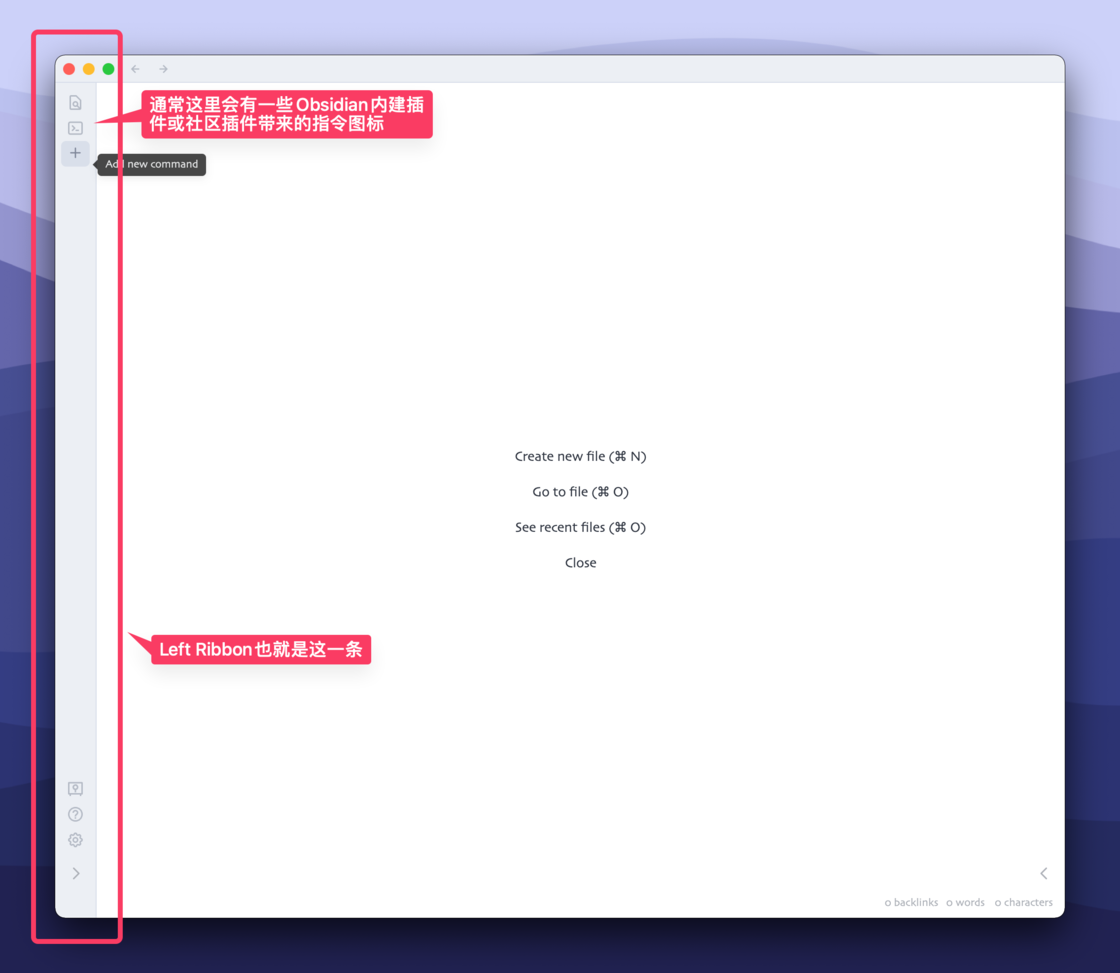 通常这里会有一些Obsidian内建插
件或社区插件带来的指令图标
Add new command
Create new file (⌘ N)
Go to file (⌘ O)
See recent files (⌘ O)
Close
Left Ribbon也就是这一条
0 backlinks 0 words 0 characters